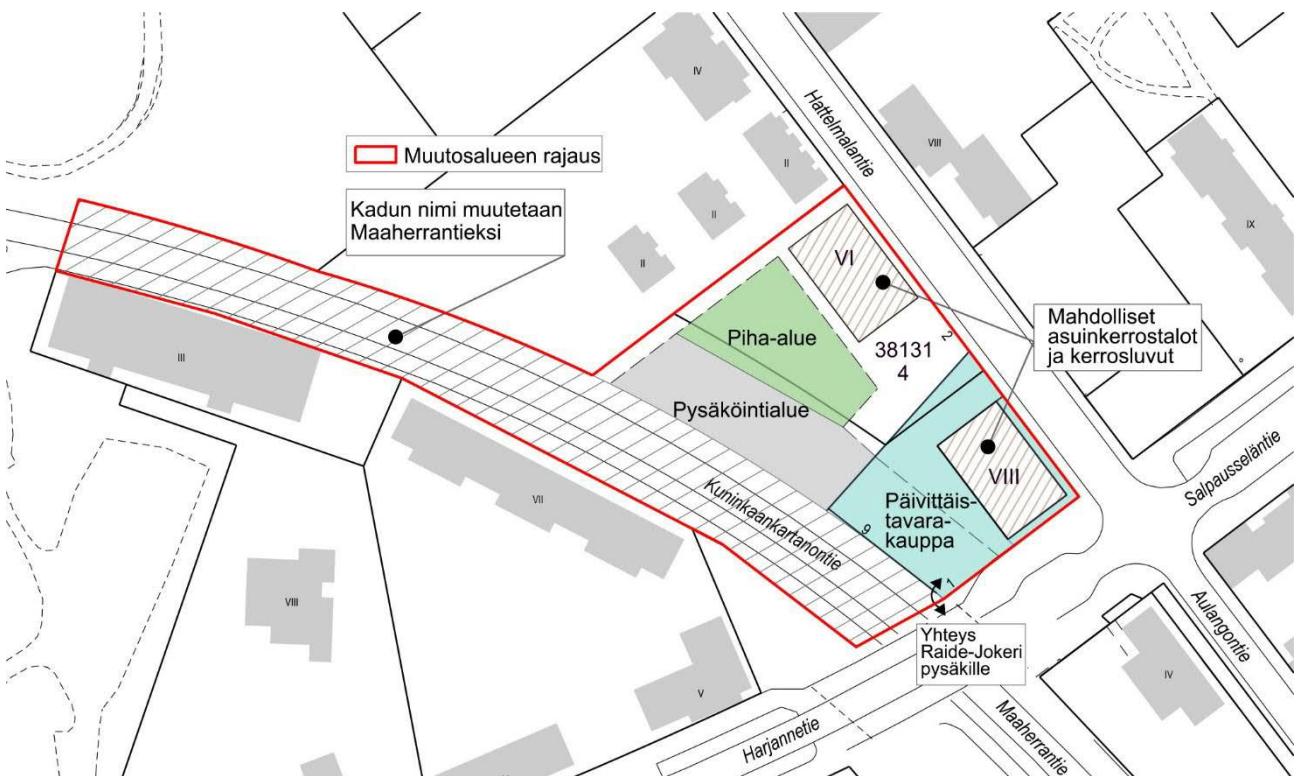 IV
Hattelmalantie
VIII
Muutosalueen rajaus
II
Kadun nimi muutetaan
Maaherrantieksi
II
IX
VI
II
Mahdolliset
asuinkerrostalot
ja kerrosluvut
Piha-alue
2
38131
4
III
Pysäköintialue
VIII
Salpausseläntie
VII
Kuninkaankartanontie
Päivittäis-
tavara-
kauppa
9
1
VIII
Yhteys
Raide-Jokeri
pysäkille
Aulangontie
IV
V
Maaherrantie
Harjannetie